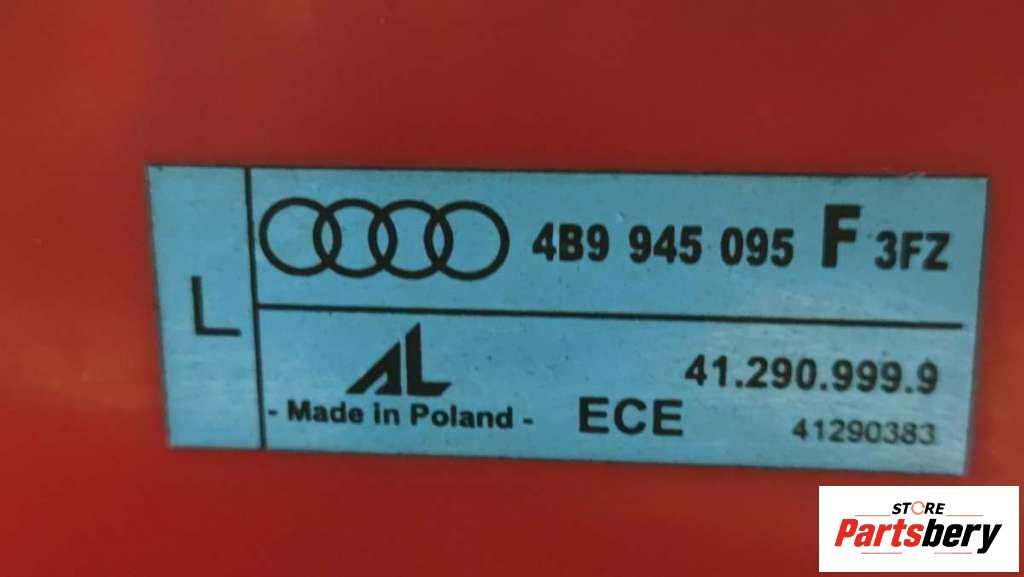 L
4B9 945 095 F 3FZ
AL
41.290.999.9
- Made in Poland - ECE
41290383
STORE
Partsbery